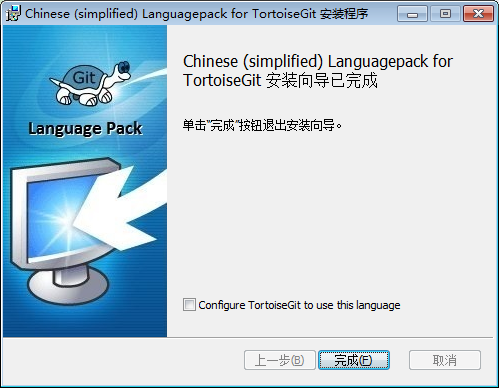 Chinese (simplified) Languagepack for TortoiseGit 安装程序
Git
Language Pack
Chinese (simplified) Languagepack for
TortoiseGit 安装向导已完成
单击"完成"按钮退出安装向导。
Configure TortoiseGit to use this language
上一步(B)
完成(F)
取消